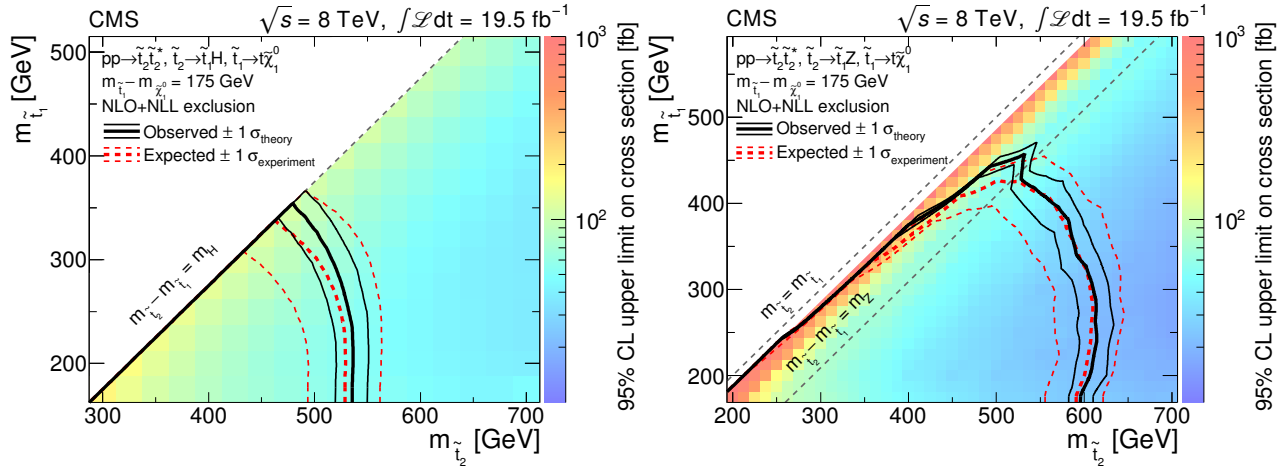 CMS √s = 8 TeV, ∫ℒdt = 19.5 fb⁻¹
pp→t̃₂t̃₂*, t̃₂→t̃₁H, t̃₁→tχ̃₁⁰
m_t̃₁ − m_χ̃₁⁰ = 175 GeV
NLO+NLL exclusion
Observed ± 1 σ_theory
Expected ± 1 σ_experiment
m_t̃₂ − m_t̃₁ = m_H
m_t̃₁ [GeV]
500
400
300
200
300 400 500 600 700
m_t̃₂ [GeV]
10³
10²
95% CL upper limit on cross section [fb]
CMS √s = 8 TeV, ∫ℒdt = 19.5 fb⁻¹
pp→t̃₂t̃₂*, t̃₂→t̃₁Z, t̃₁→tχ̃₁⁰
m_t̃₁ − m_χ̃₁⁰ = 175 GeV
NLO+NLL exclusion
Observed ± 1 σ_theory
Expected ± 1 σ_experiment
m_t̃₂ = m_t̃₁
m_t̃₂ − m_t̃₁ = m_Z
m_t̃₁ [GeV]
500
400
300
200
200 300 400 500 600 700
m_t̃₂ [GeV]
10³
10²
95% CL upper limit on cross section [fb]